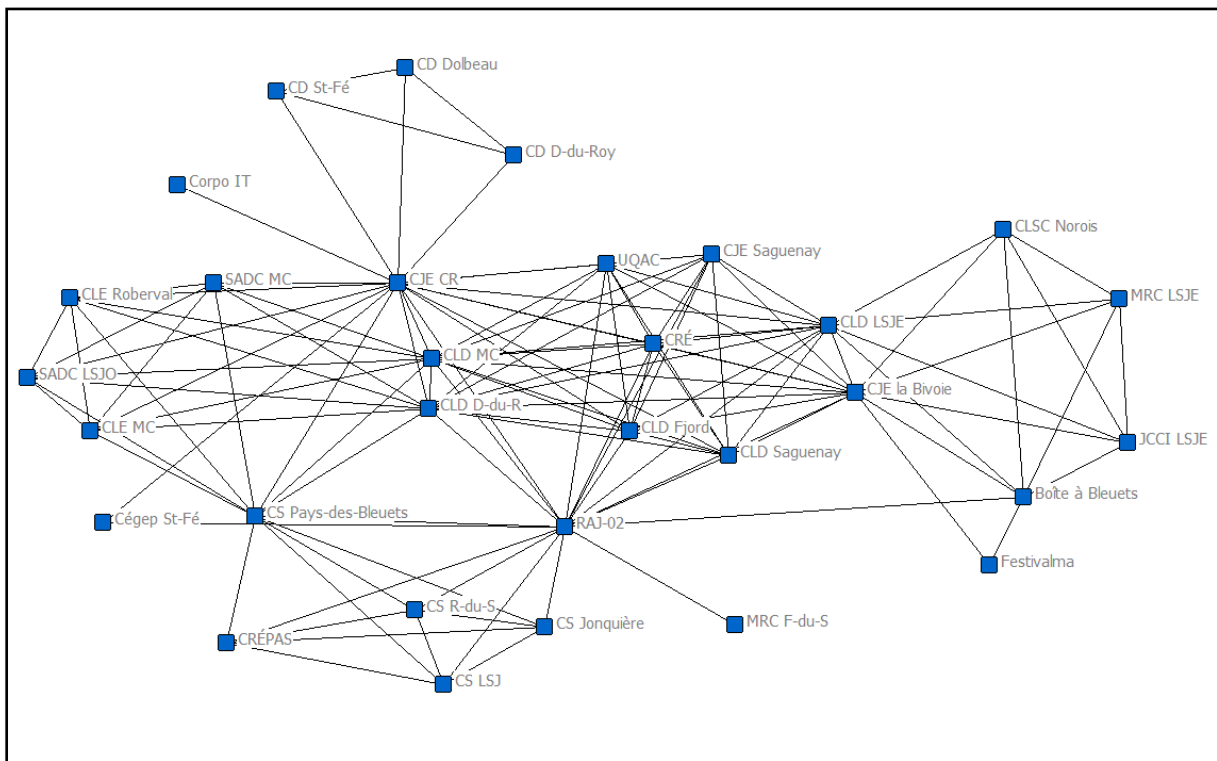 CD Dolbeau
CD St-Fé
CD D-du-Roy
Corpo IT
CLSC Norois
CJE Saguenay
UQAC
SADC MC
CJE CR
CLE Roberval
MRC LSJE
CLD LSJE
CRÉ
CLD MC
SADC LSJO
CJE la Bivoie
CLD D-du-R
CLE MC
CLD Fjord
JCCI LSJE
CLD Saguenay
Boîte à Bleuets
CS Pays-des-Bleuets
Cégep St-Fé
RAJ-02
Festivalma
CS R-du-S
CS Jonquière
MRC F-du-S
CRÉPAS
CS LSJ